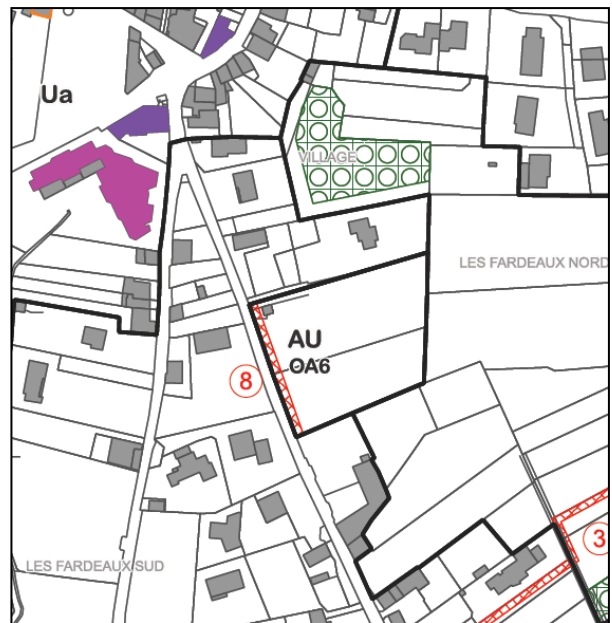 Ua
VILLAGE
LES FARDEAUX NORD
AU
OA6
8
3
LES FARDEAUX SUD